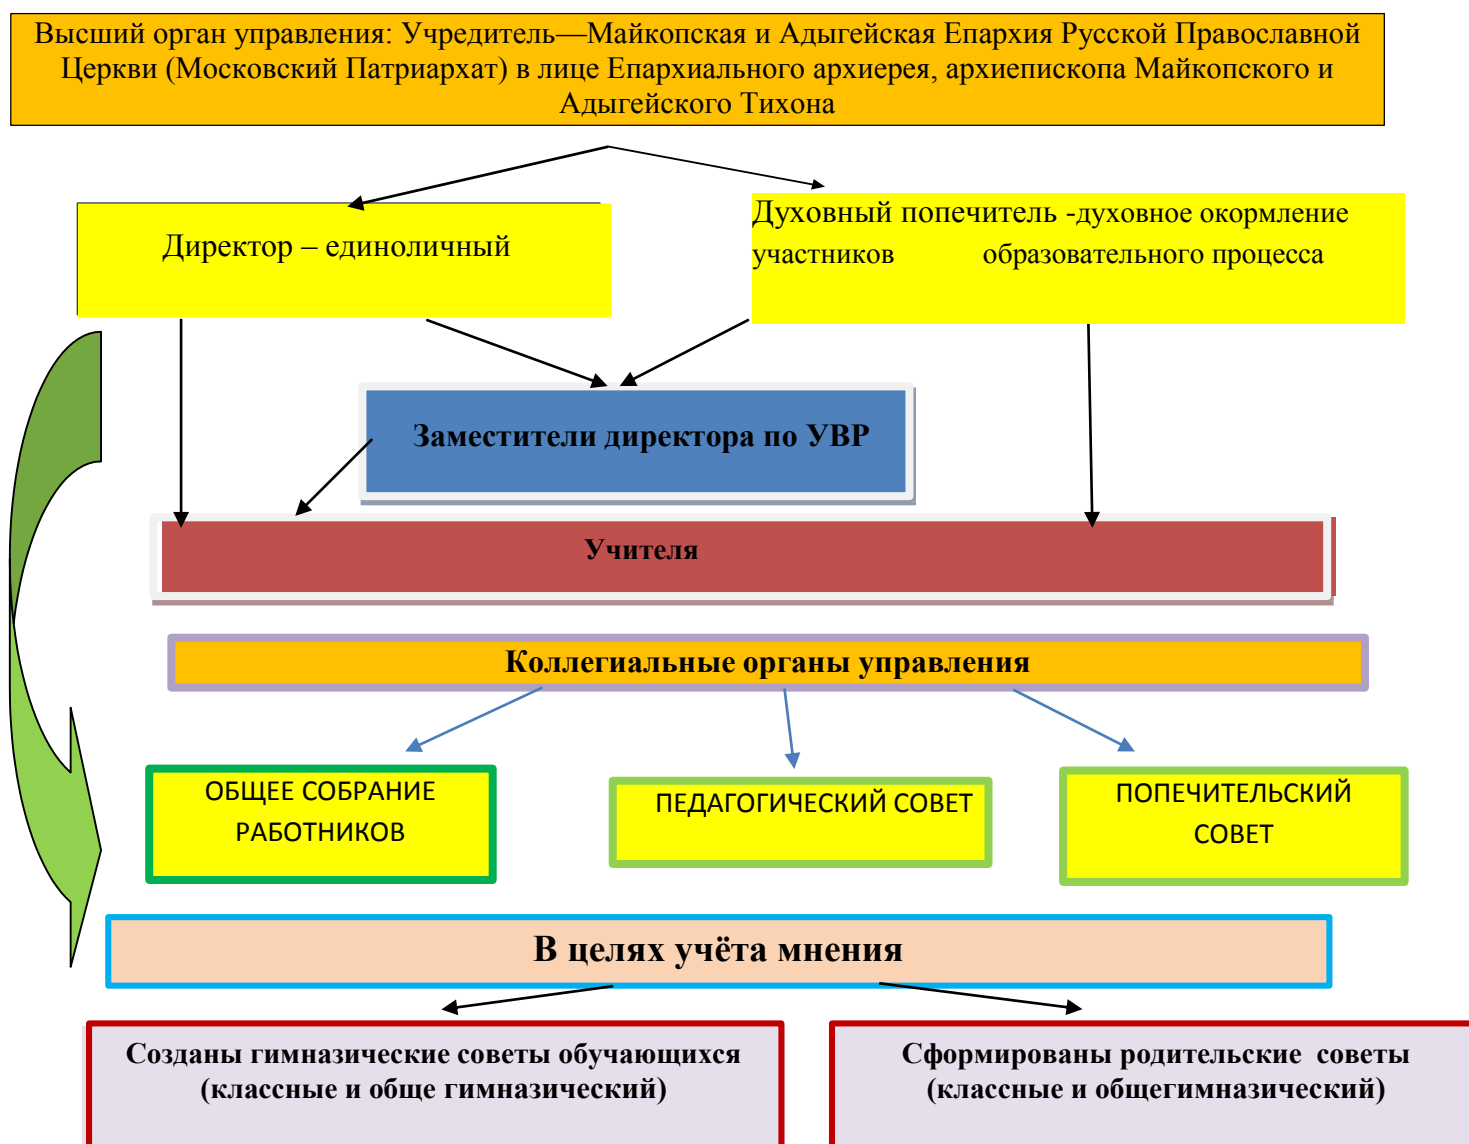 Высший орган управления: Учредитель—Майкопская и Адыгейская Епархия Русской Православной
Церкви (Московский Патриархат) в лице Епархиального архиерея, архиепископа Майкопского и
Адыгейского Тихона
Директор – единоличный
Духовный попечитель -духовное окормление
участников образовательного процесса
Заместители директора по УВР
Учителя
Коллегиальные органы управления
ОБЩЕЕ СОБРАНИЕ
РАБОТНИКОВ
ПЕДАГОГИЧЕСКИЙ СОВЕТ
ПОПЕЧИТЕЛЬСКИЙ
СОВЕТ
В целях учёта мнения
Созданы гимназические советы обучающихся
(классные и обще гимназический)
Сформированы родительские советы
(классные и общегимназический)